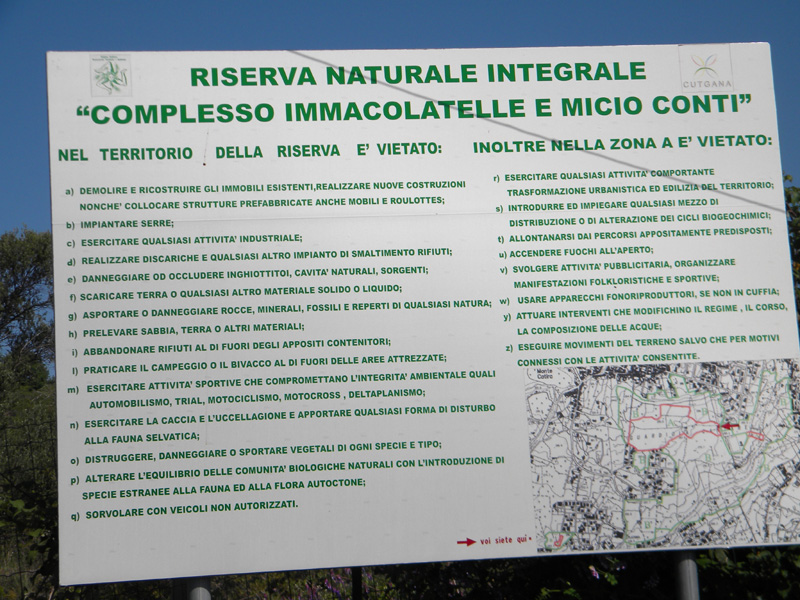 CUTGANA
RISERVA NATURALE INTEGRALE
“COMPLESSO IMMACOLATELLE E MICIO CONTI”
NEL TERRITORIO DELLA RISERVA E’ VIETATO:
a) DEMOLIRE E RICOSTRUIRE GLI IMMOBILI ESISTENTI,REALIZZARE NUOVE COSTRUZIONI
NONCHE’ COLLOCARE STRUTTURE PREFABBRICATE ANCHE MOBILI E ROULOTTES;
b) IMPIANTARE SERRE;
c) ESERCITARE QUALSIASI ATTIVITA’ INDUSTRIALE;
d) REALIZZARE DISCARICHE E QUALSIASI ALTRO IMPIANTO DI SMALTIMENTO RIFIUTI;
e) DANNEGGIARE OD OCCLUDERE INGHIOTTITOI, CAVITA’ NATURALI, SORGENTI;
f) SCARICARE TERRA O QUALSIASI ALTRO MATERIALE SOLIDO O LIQUIDO;
g) ASPORTARE O DANNEGGIARE ROCCE, MINERALI, FOSSILI E REPERTI DI QUALSIASI NATURA;
h) PRELEVARE SABBIA, TERRA O ALTRI MATERIALI;
i) ABBANDONARE RIFIUTI AL DI FUORI DEGLI APPOSITI CONTENITORI;
l) PRATICARE IL CAMPEGGIO O IL BIVACCO AL DI FUORI DELLE AREE ATTREZZATE;
m) ESERCITARE ATTIVITA’ SPORTIVE CHE COMPROMETTANO L’INTEGRITA’ AMBIENTALE QUALI
AUTOMOBILISMO, TRIAL, MOTOCICLISMO, MOTOCROSS , DELTAPLANISMO;
n) ESERCITARE LA CACCIA E L’UCCELLAGIONE E APPORTARE QUALSIASI FORMA DI DISTURBO
ALLA FAUNA SELVATICA;
o) DISTRUGGERE, DANNEGGIARE O SPORTARE VEGETALI DI OGNI SPECIE E TIPO;
p) ALTERARE L’EQUILIBRIO DELLE COMUNITA’ BIOLOGICHE NATURALI CON L’INTRODUZIONE DI
SPECIE ESTRANEE ALLA FAUNA ED ALLA FLORA AUTOCTONE;
q) SORVOLARE CON VEICOLI NON AUTORIZZATI.
INOLTRE NELLA ZONA A E’ VIETATO:
r) ESERCITARE QUALSIASI ATTIVITA’ COMPORTANTE
TRASFORMAZIONE URBANISTICA ED EDILIZIA DEL TERRITORIO;
s) INTRODURRE ED IMPIEGARE QUALSIASI MEZZO DI
DISTRIBUZIONE O DI ALTERAZIONE DEI CICLI BIOGEOCHIMICI;
t) ALLONTANARSI DAI PERCORSI APPOSITAMENTE PREDISPOSTI;
u) ACCENDERE FUOCHI ALL’APERTO;
v) SVOLGERE ATTIVITA’ PUBBLICITARIA, ORGANIZZARE
MANIFESTAZIONI FOLKLORISTICHE E SPORTIVE;
w) USARE APPARECCHI FONORIPRODUTTORI, SE NON IN CUFFIA;
y) ATTUARE INTERVENTI CHE MODIFICHINO IL REGIME , IL CORSO,
LA COMPOSIZIONE DELLE ACQUE;
z) ESEGUIRE MOVIMENTI DEL TERRENO SALVO CHE PER MOTIVI
CONNESSI CON LE ATTIVITA’ CONSENTITE.
Monte
voi siete qui